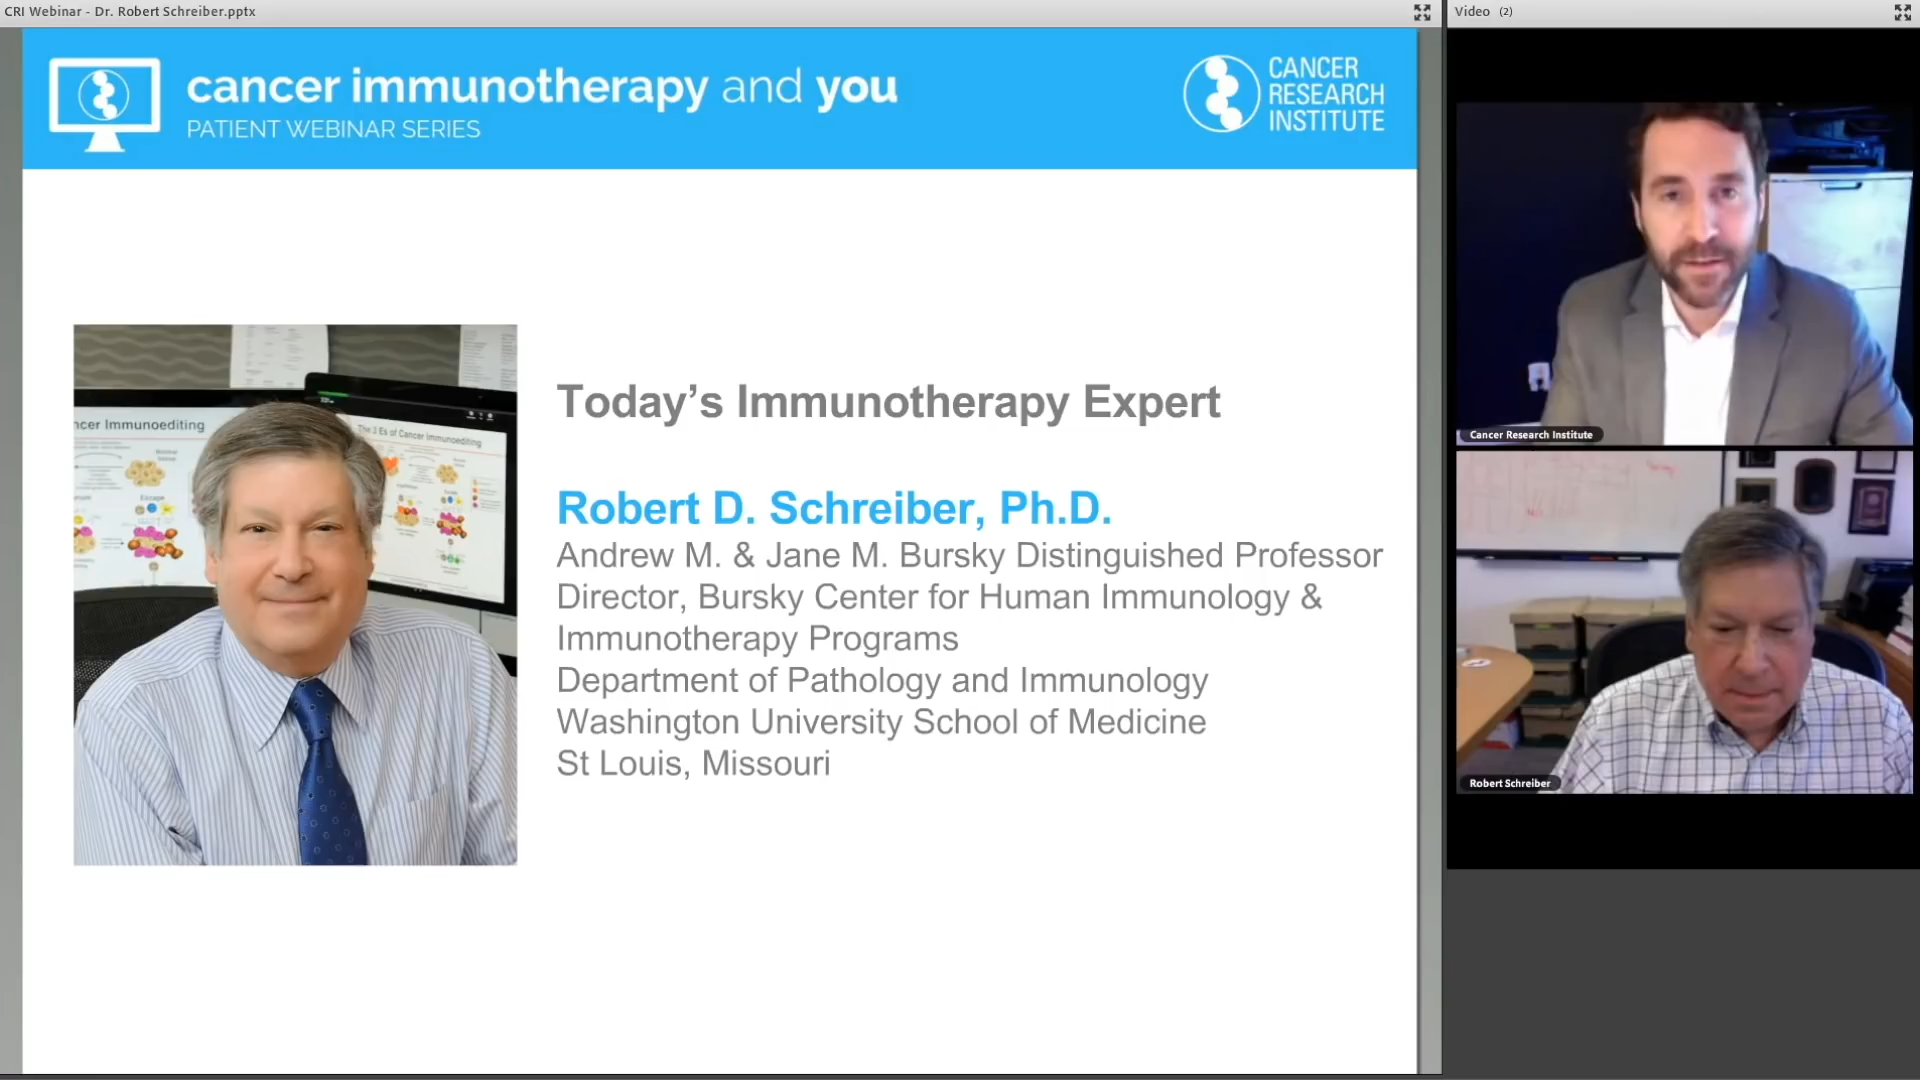 CRI Webinar - Dr. Robert Schreiber.pptx
Video (2)
cancer immunotherapy and you
PATIENT WEBINAR SERIES
CANCER
RESEARCH
INSTITUTE
ncer Immunoediting
The 3 Es of Cancer Immunoediting
Escape
Today's Immunotherapy Expert
Robert D. Schreiber, Ph.D.
Andrew M. & Jane M. Bursky Distinguished Professor
Director, Bursky Center for Human Immunology &
Immunotherapy Programs
Department of Pathology and Immunology
Washington University School of Medicine
St Louis, Missouri
Cancer Research Institute
Robert Schreiber